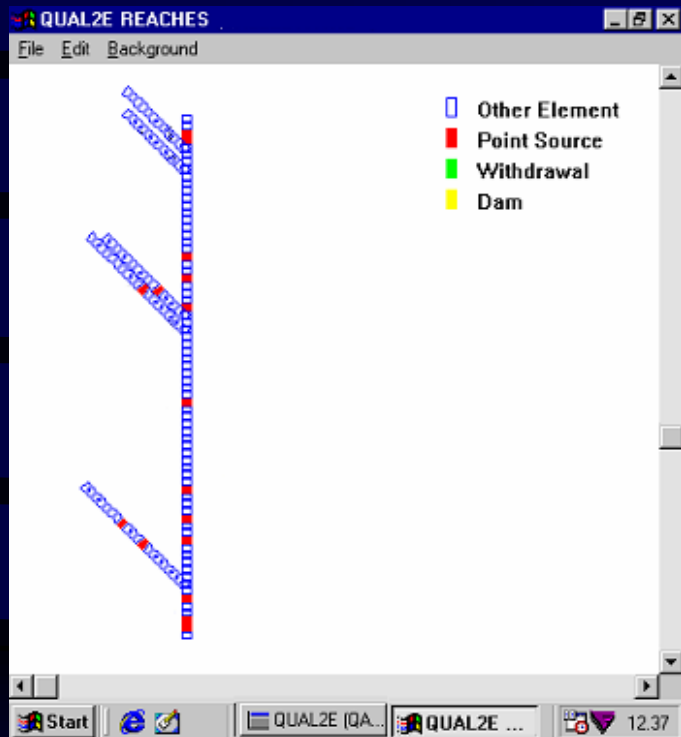 QUAL2E REACHES
File Edit Background
Other Element
Point Source
Withdrawal
Dam
Start QUAL2E (QA... QUAL2E ... 12.37